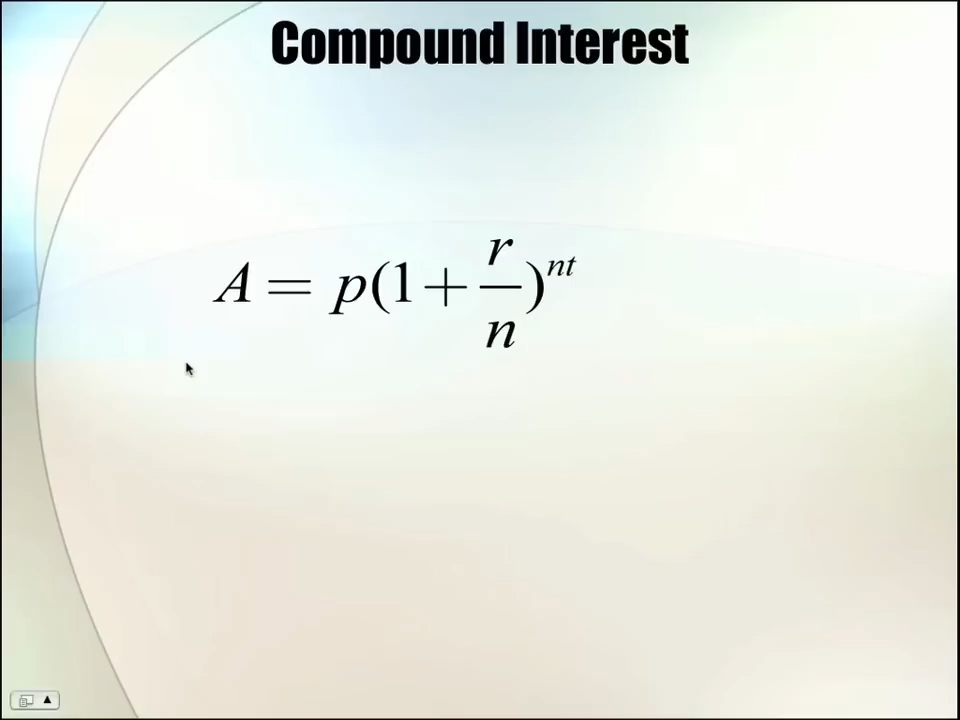 Compound Interest
A = p(1 + r/n)^nt